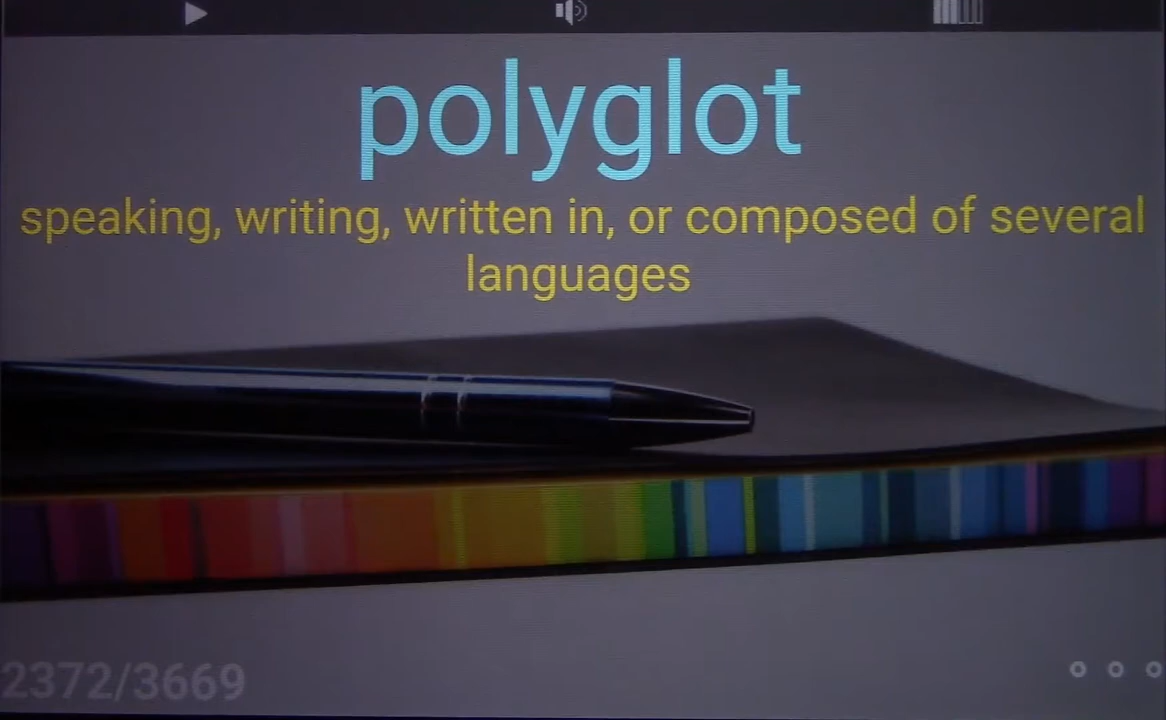 polyglot
speaking, writing, written in, or composed of several
languages
2372/3669